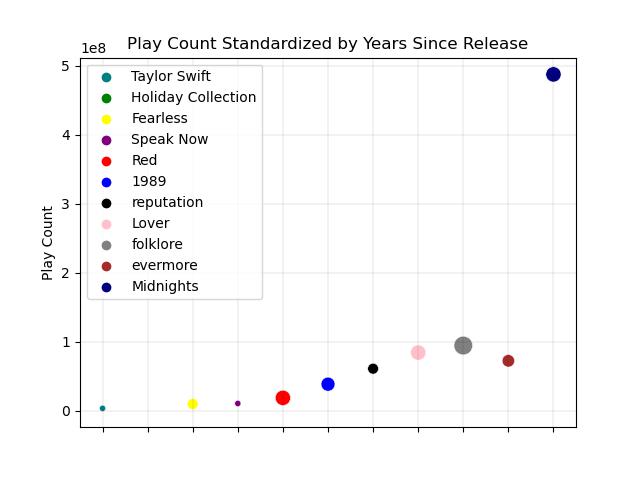 Play Count Standardized by Years Since Release
1e8
5
4
3
2
1
0
Play Count
Taylor Swift
Holiday Collection
Fearless
Speak Now
Red
1989
reputation
Lover
folklore
evermore
Midnights